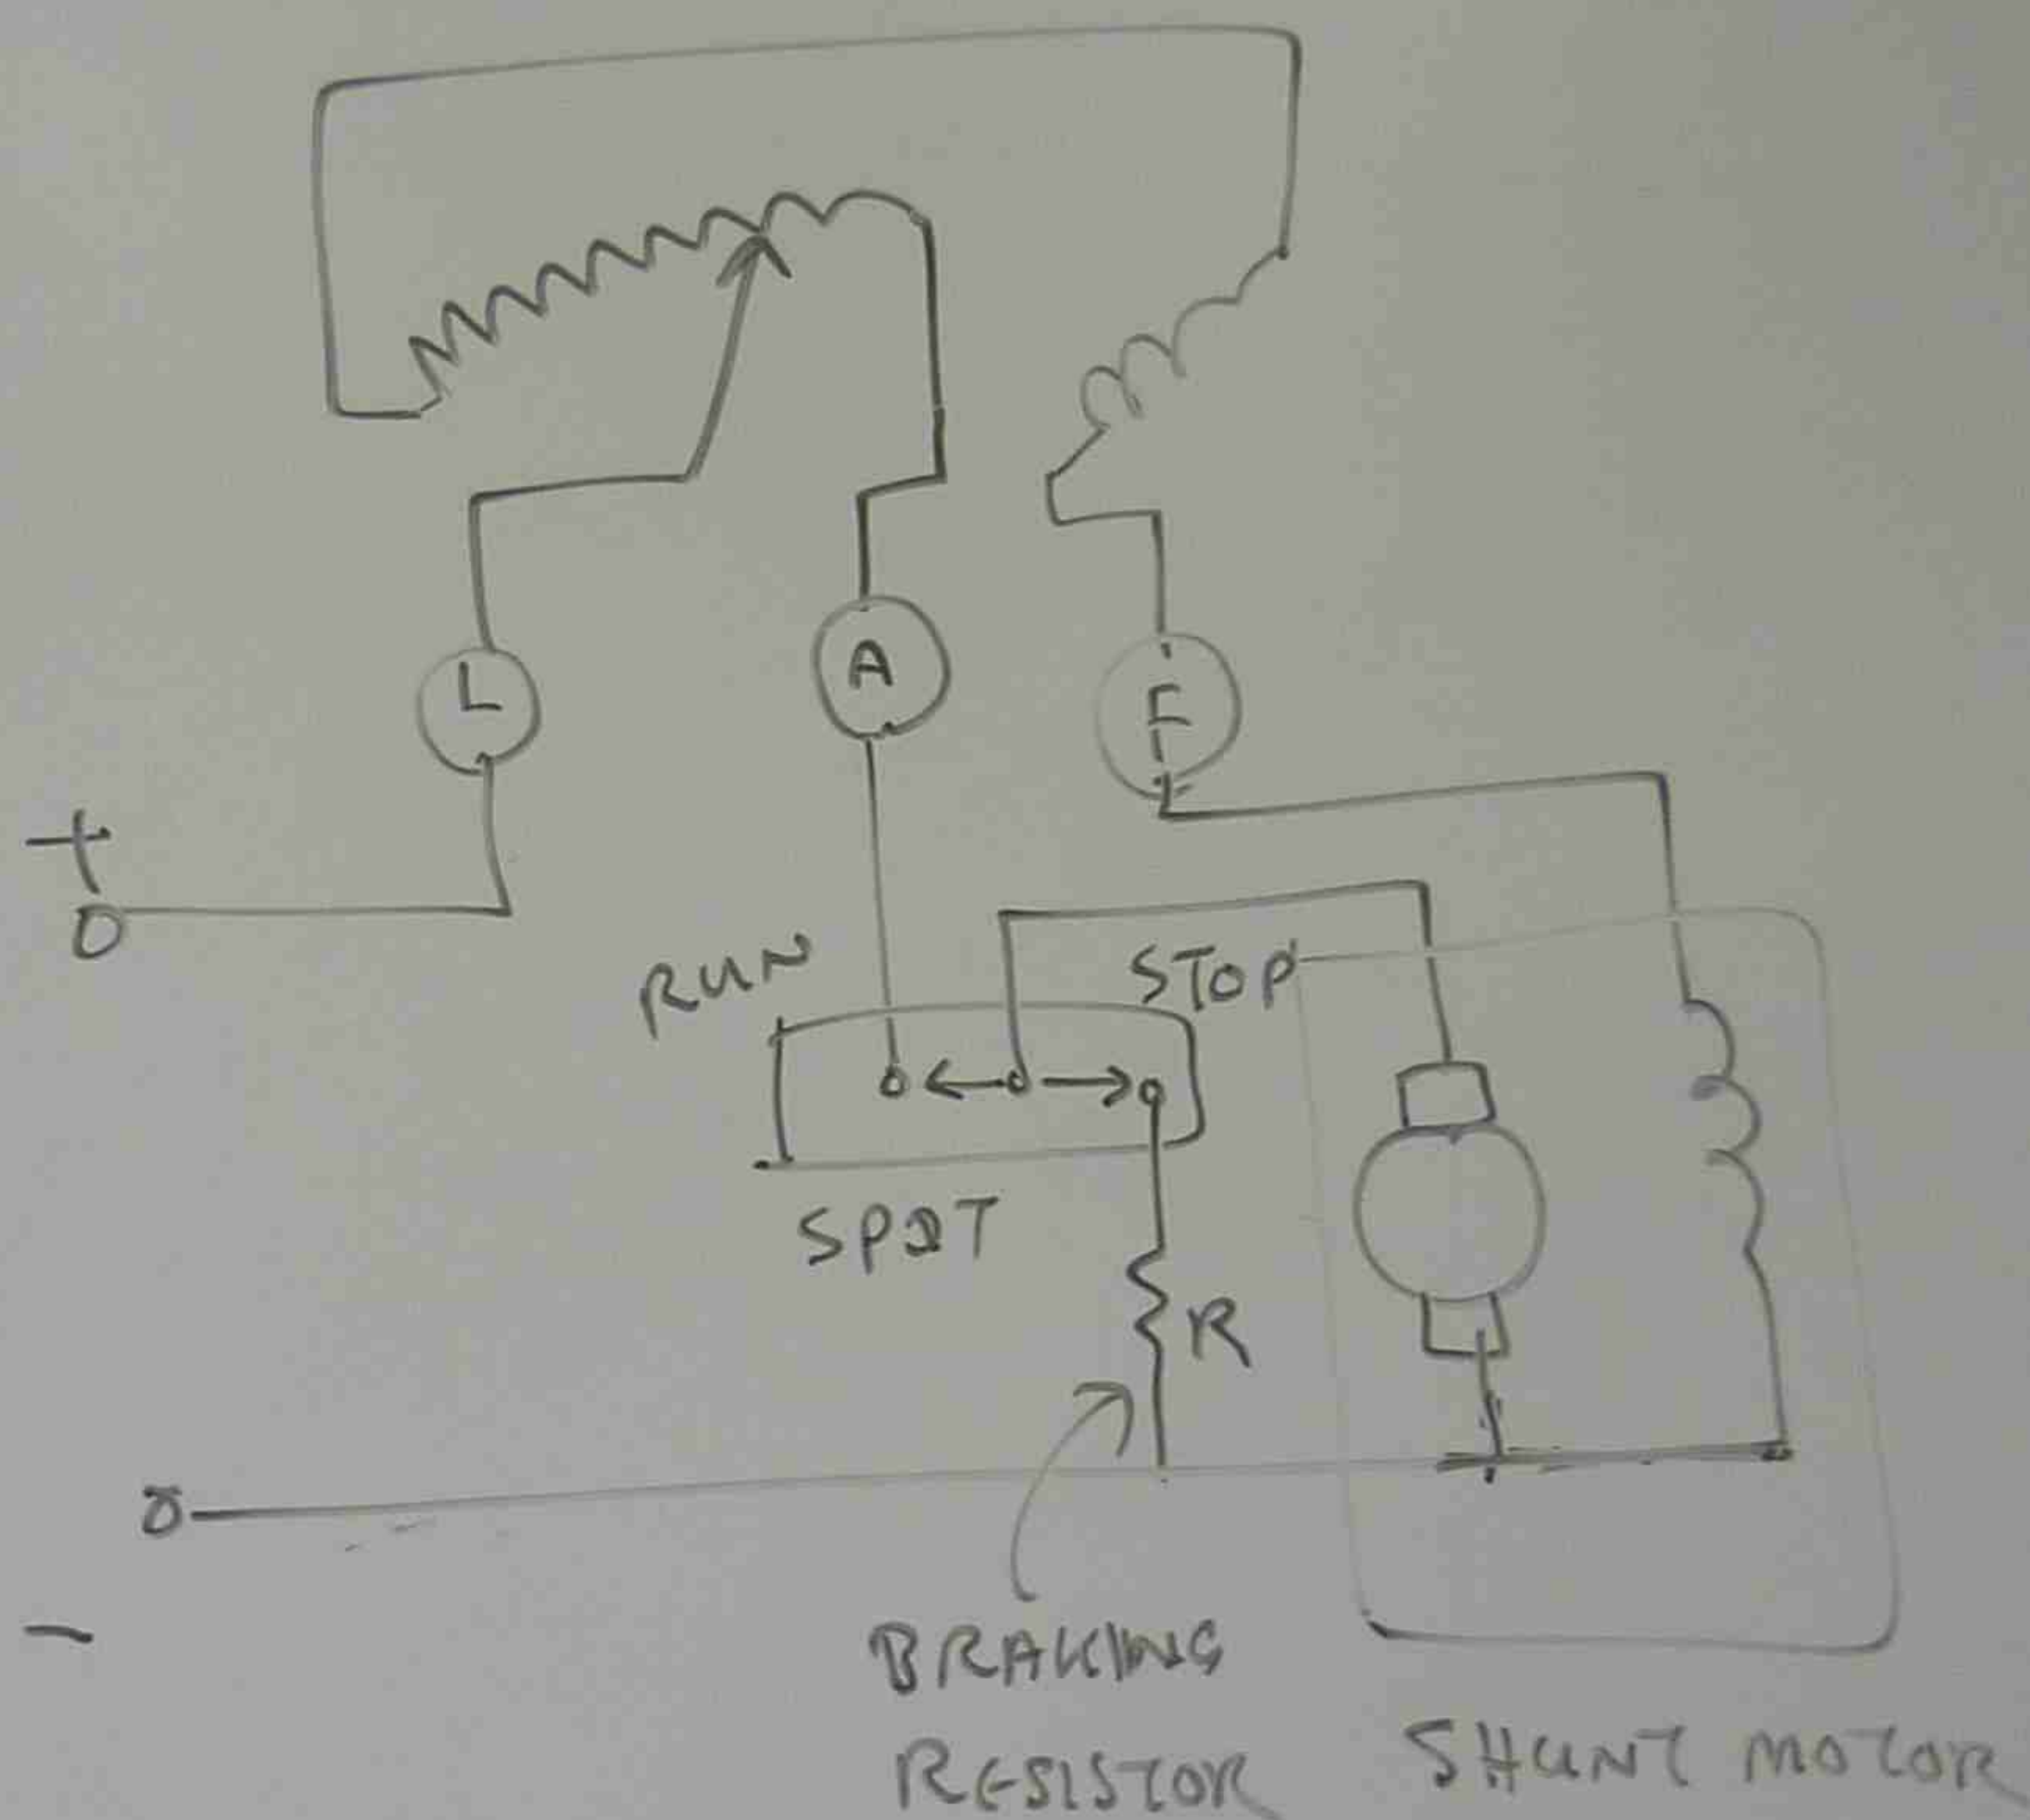 L
A
F
+
RUN
STOP
SPDT
R
-
BRAKING
RESISTOR
SHUNT MOTOR